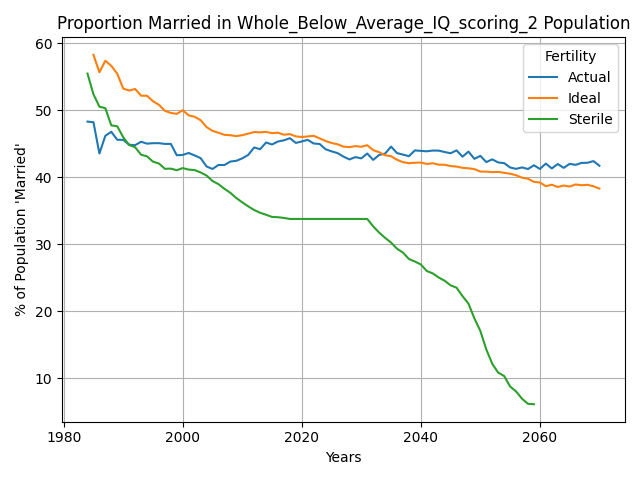 Proportion Married in Whole_Below_Average_IQ_scoring_2 Population
% of Population 'Married'
60
50
40
30
20
10
1980
2000
2020
2040
2060
Years
Fertility
Actual
Ideal
Sterile